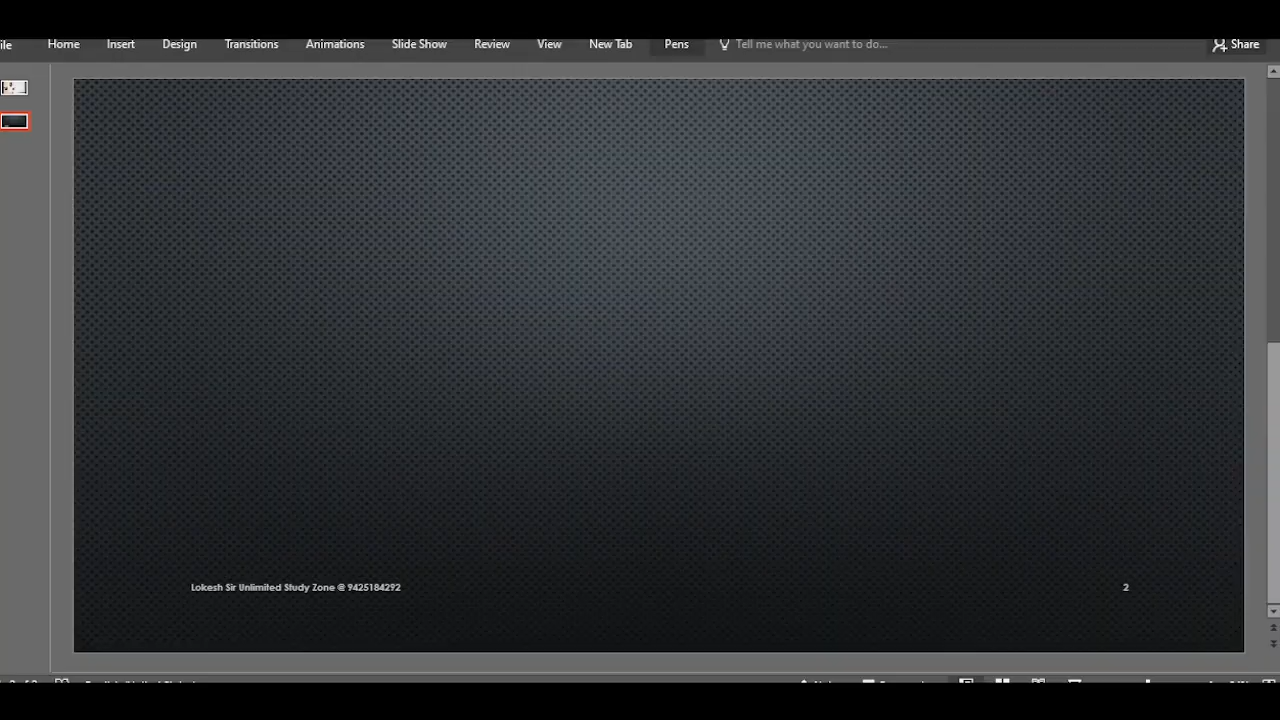 Home Insert Design Transitions Animations Slide Show Review View New Tab Pens Tell me what you want to do... Share
Lokesh Sir Unlimited Study Zone @ 9425184292
2